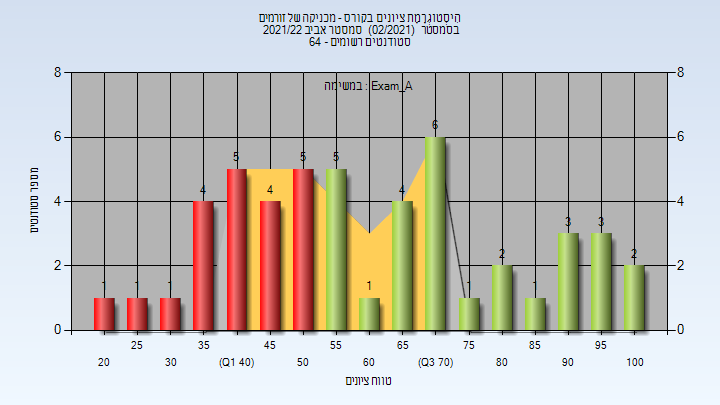 היסטוגרמת ציונים בקורס - מכניקה של זורמים
בסמסטר (02/2021) סמסטר אביב 2021/22
סטודנטים רשומים - 64
במשימה : Exam_A
מספר סטודנטים
8 8
6 6
4 4
2 2
0 0
1 1 1 4 5 4 5 5 1 4 6 1 2 1 3 3 2
25 35 45 55 65 75 85 95
20 30 (Q1 40) 50 60 (Q3 70) 80 90 100
טווח ציונים